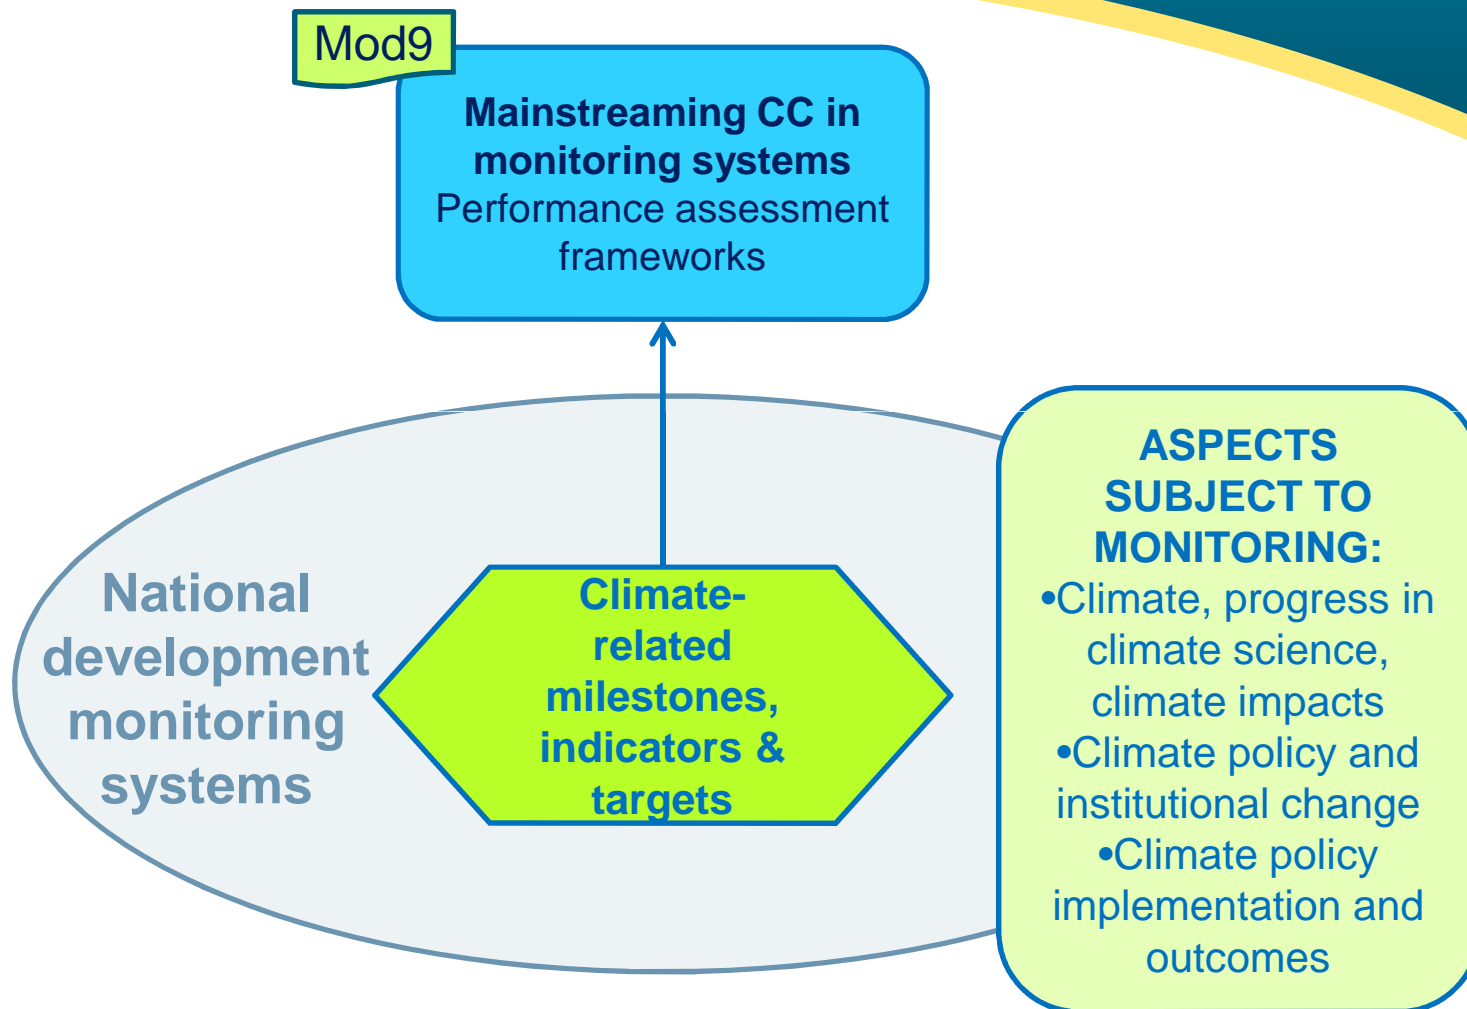 Mod9
Mainstreaming CC in
monitoring systems
Performance assessment
frameworks
National
development
monitoring
systems
Climate-
related
milestones,
indicators &
targets
ASPECTS
SUBJECT TO
MONITORING:
•Climate, progress in
climate science,
climate impacts
•Climate policy and
institutional change
•Climate policy
implementation and
outcomes